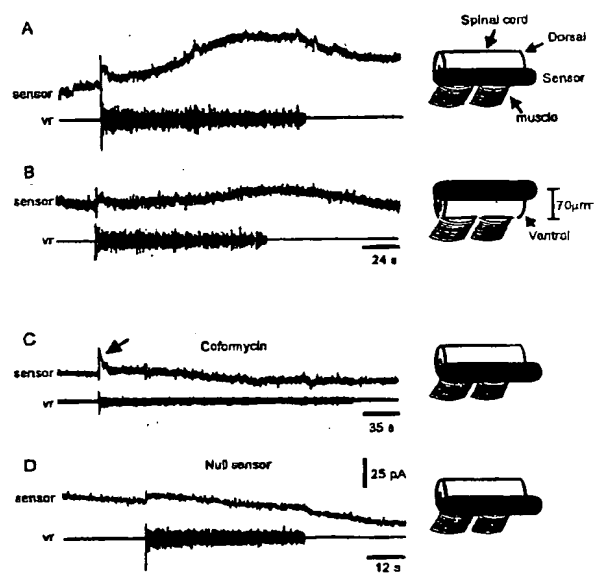 A
sensor
vr
Spinal cord
Dorsal
Sensor
muscle
B
sensor
vr
24 s
70µm
Ventral
C
Coformycin
sensor
vr
35 s
D
Null sensor
25 pA
sensor
vr
12 s